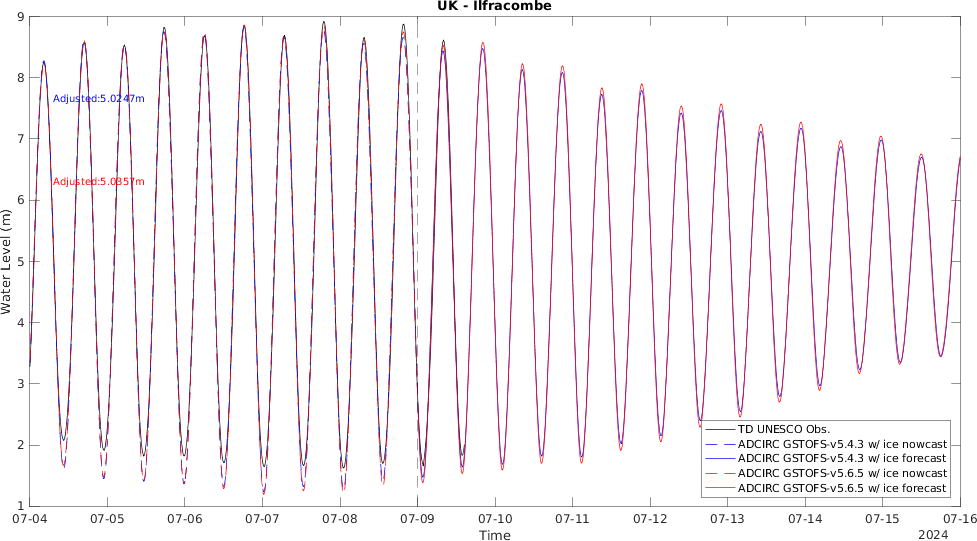 UK - Ilfracombe
9
8
7
6
5
4
3
2
1
Water Level (m)
Adjusted:5.0247m
Adjusted:5.0357m
TD UNESCO Obs.
ADCIRC GSTOFS-v5.4.3 w/ ice nowcast
ADCIRC GSTOFS-v5.4.3 w/ ice forecast
ADCIRC GSTOFS-v5.6.5 w/ ice nowcast
ADCIRC GSTOFS-v5.6.5 w/ ice forecast
07-04 07-05 07-06 07-07 07-08 07-09 07-10 07-11 07-12 07-13 07-14 07-15 07-16
Time
2024